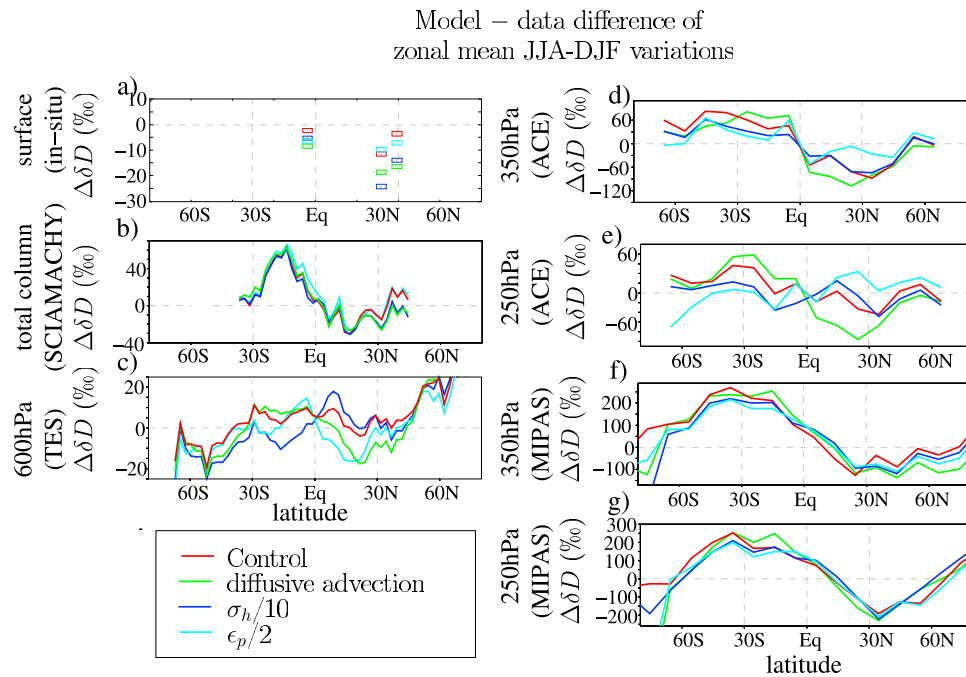 Model – data difference of
zonal mean JJA-DJF variations
a)
surface
(in-situ)
ΔδD (‰)
10
0
−10
−20
−30
60S 30S Eq 30N 60N
b)
total column
(SCIAMACHY)
ΔδD (‰)
40
0
−40
60S 30S Eq 30N 60N
c)
600hPa
(TES)
ΔδD (‰)
20
0
−20
60S 30S Eq 30N 60N
latitude
Control
diffusive advection
σh/10
ϵp/2
d)
350hPa
(ACE)
ΔδD (‰)
60
0
−60
−120
60S 30S Eq 30N 60N
e)
250hPa
(ACE)
ΔδD (‰)
60
0
−60
60S 30S Eq 30N 60N
f)
350hPa
(MIPAS)
ΔδD (‰)
200
100
0
−100
60S 30S Eq 30N 60N
g)
250hPa
(MIPAS)
ΔδD (‰)
300
200
100
0
−100
−200
60S 30S Eq 30N 60N
latitude